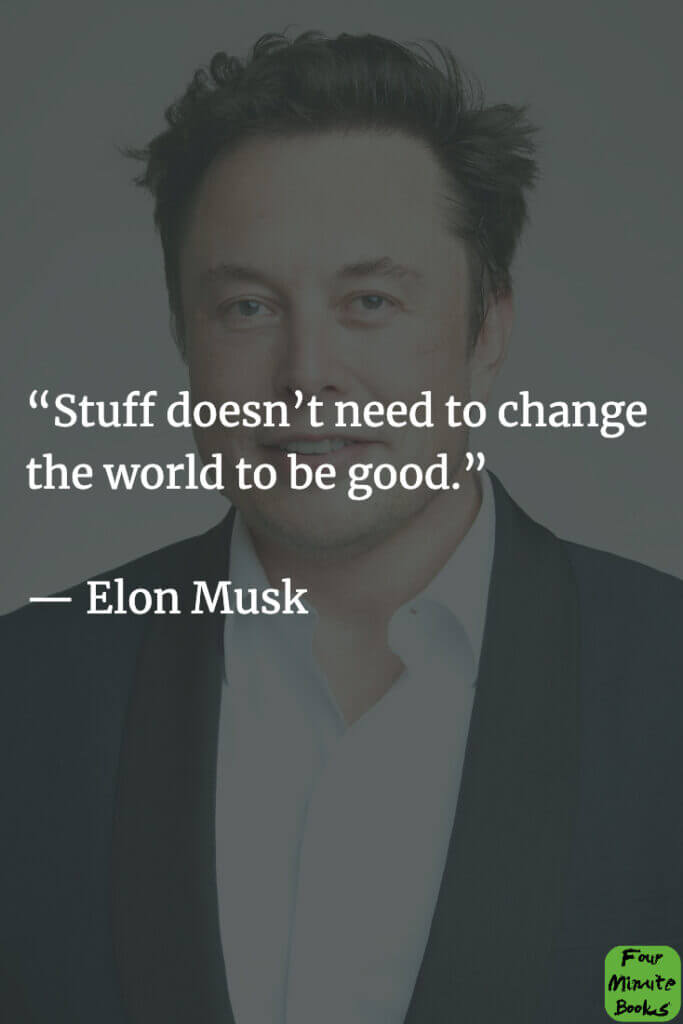 “Stuff doesn’t need to change
the world to be good.”
— Elon Musk
Four
Minute
Books